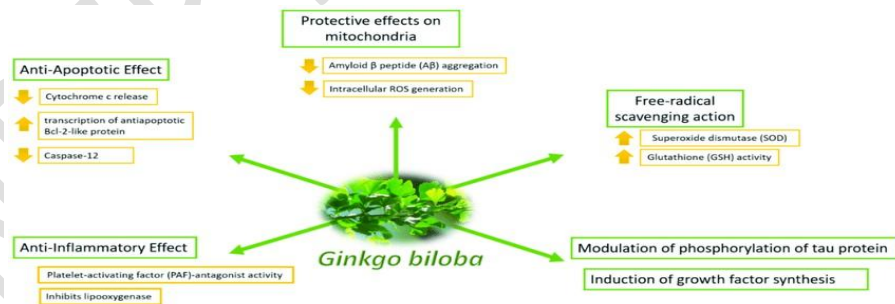 Protective effects on
mitochondria
Amyloid β peptide (Aβ) aggregation
Intracellular ROS generation
Anti-Apoptotic Effect
Cytochrome c release
transcription of antiapoptotic
Bcl-2-like protein
Caspase-12
Free-radical
scavenging action
Superoxide dismutase (SOD)
Glutathione (GSH) activity
Ginkgo biloba
Anti-Inflammatory Effect
Platelet-activating factor (PAF)-antagonist activity
Inhibits lipooxygenase
Modulation of phosphorylation of tau protein
Induction of growth factor synthesis